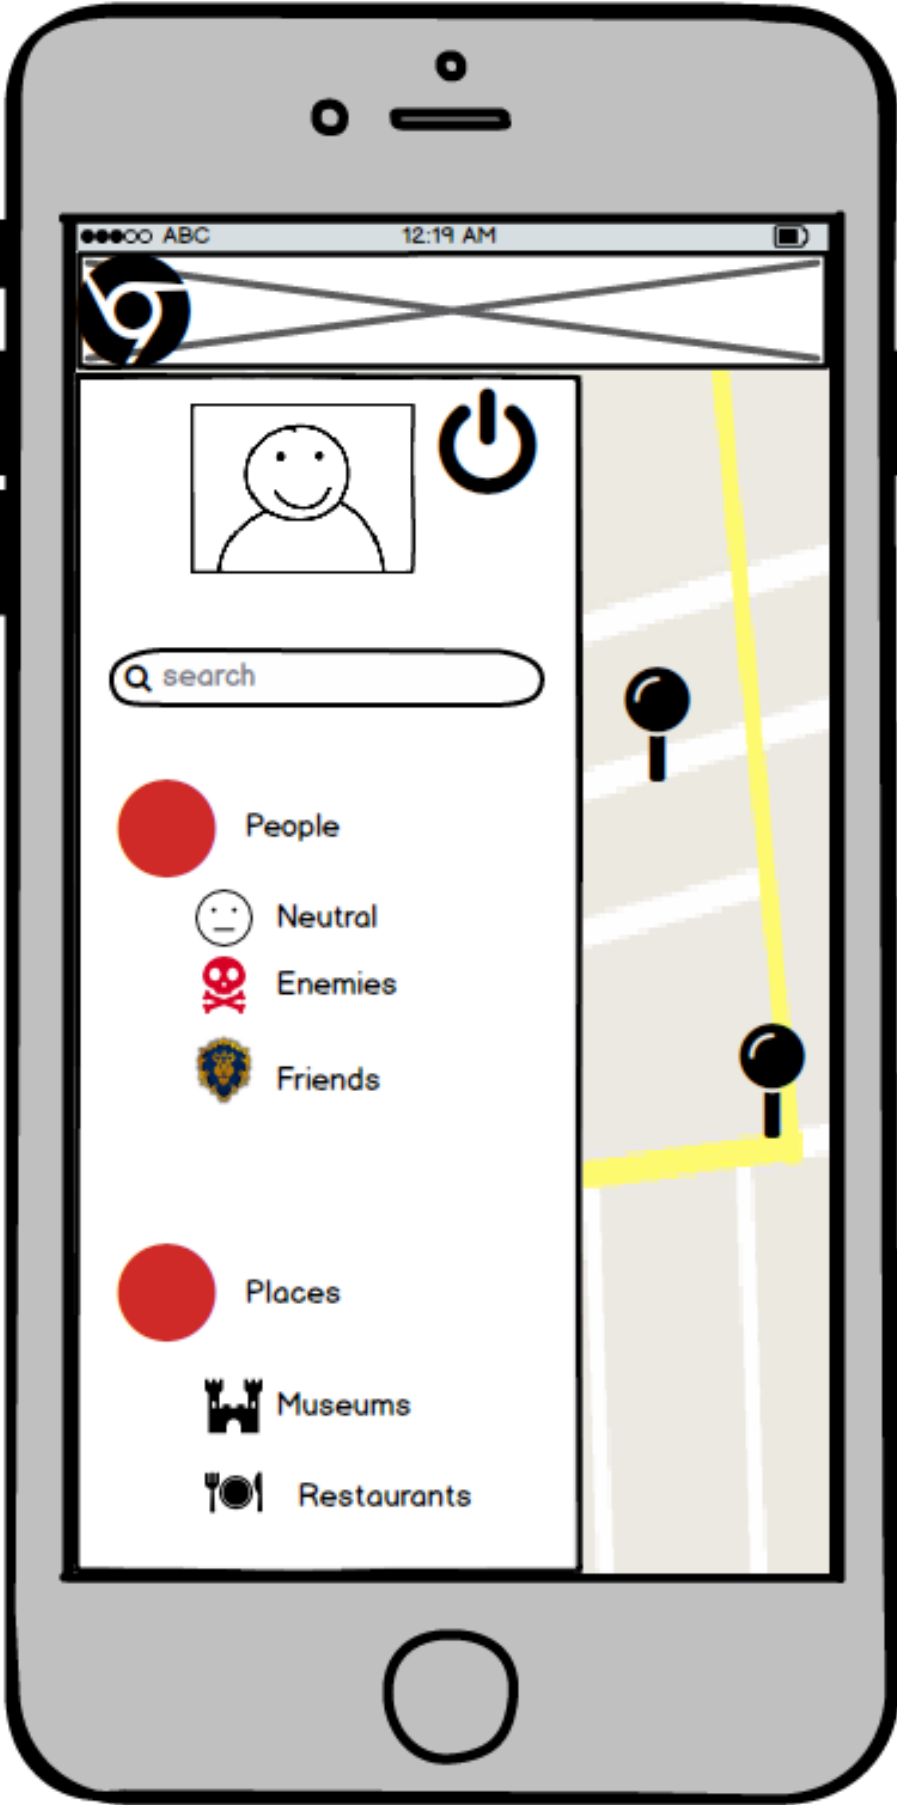 ABC 12:19 AM
search
People
Neutral
Enemies
Friends
Places
Museums
Restaurants